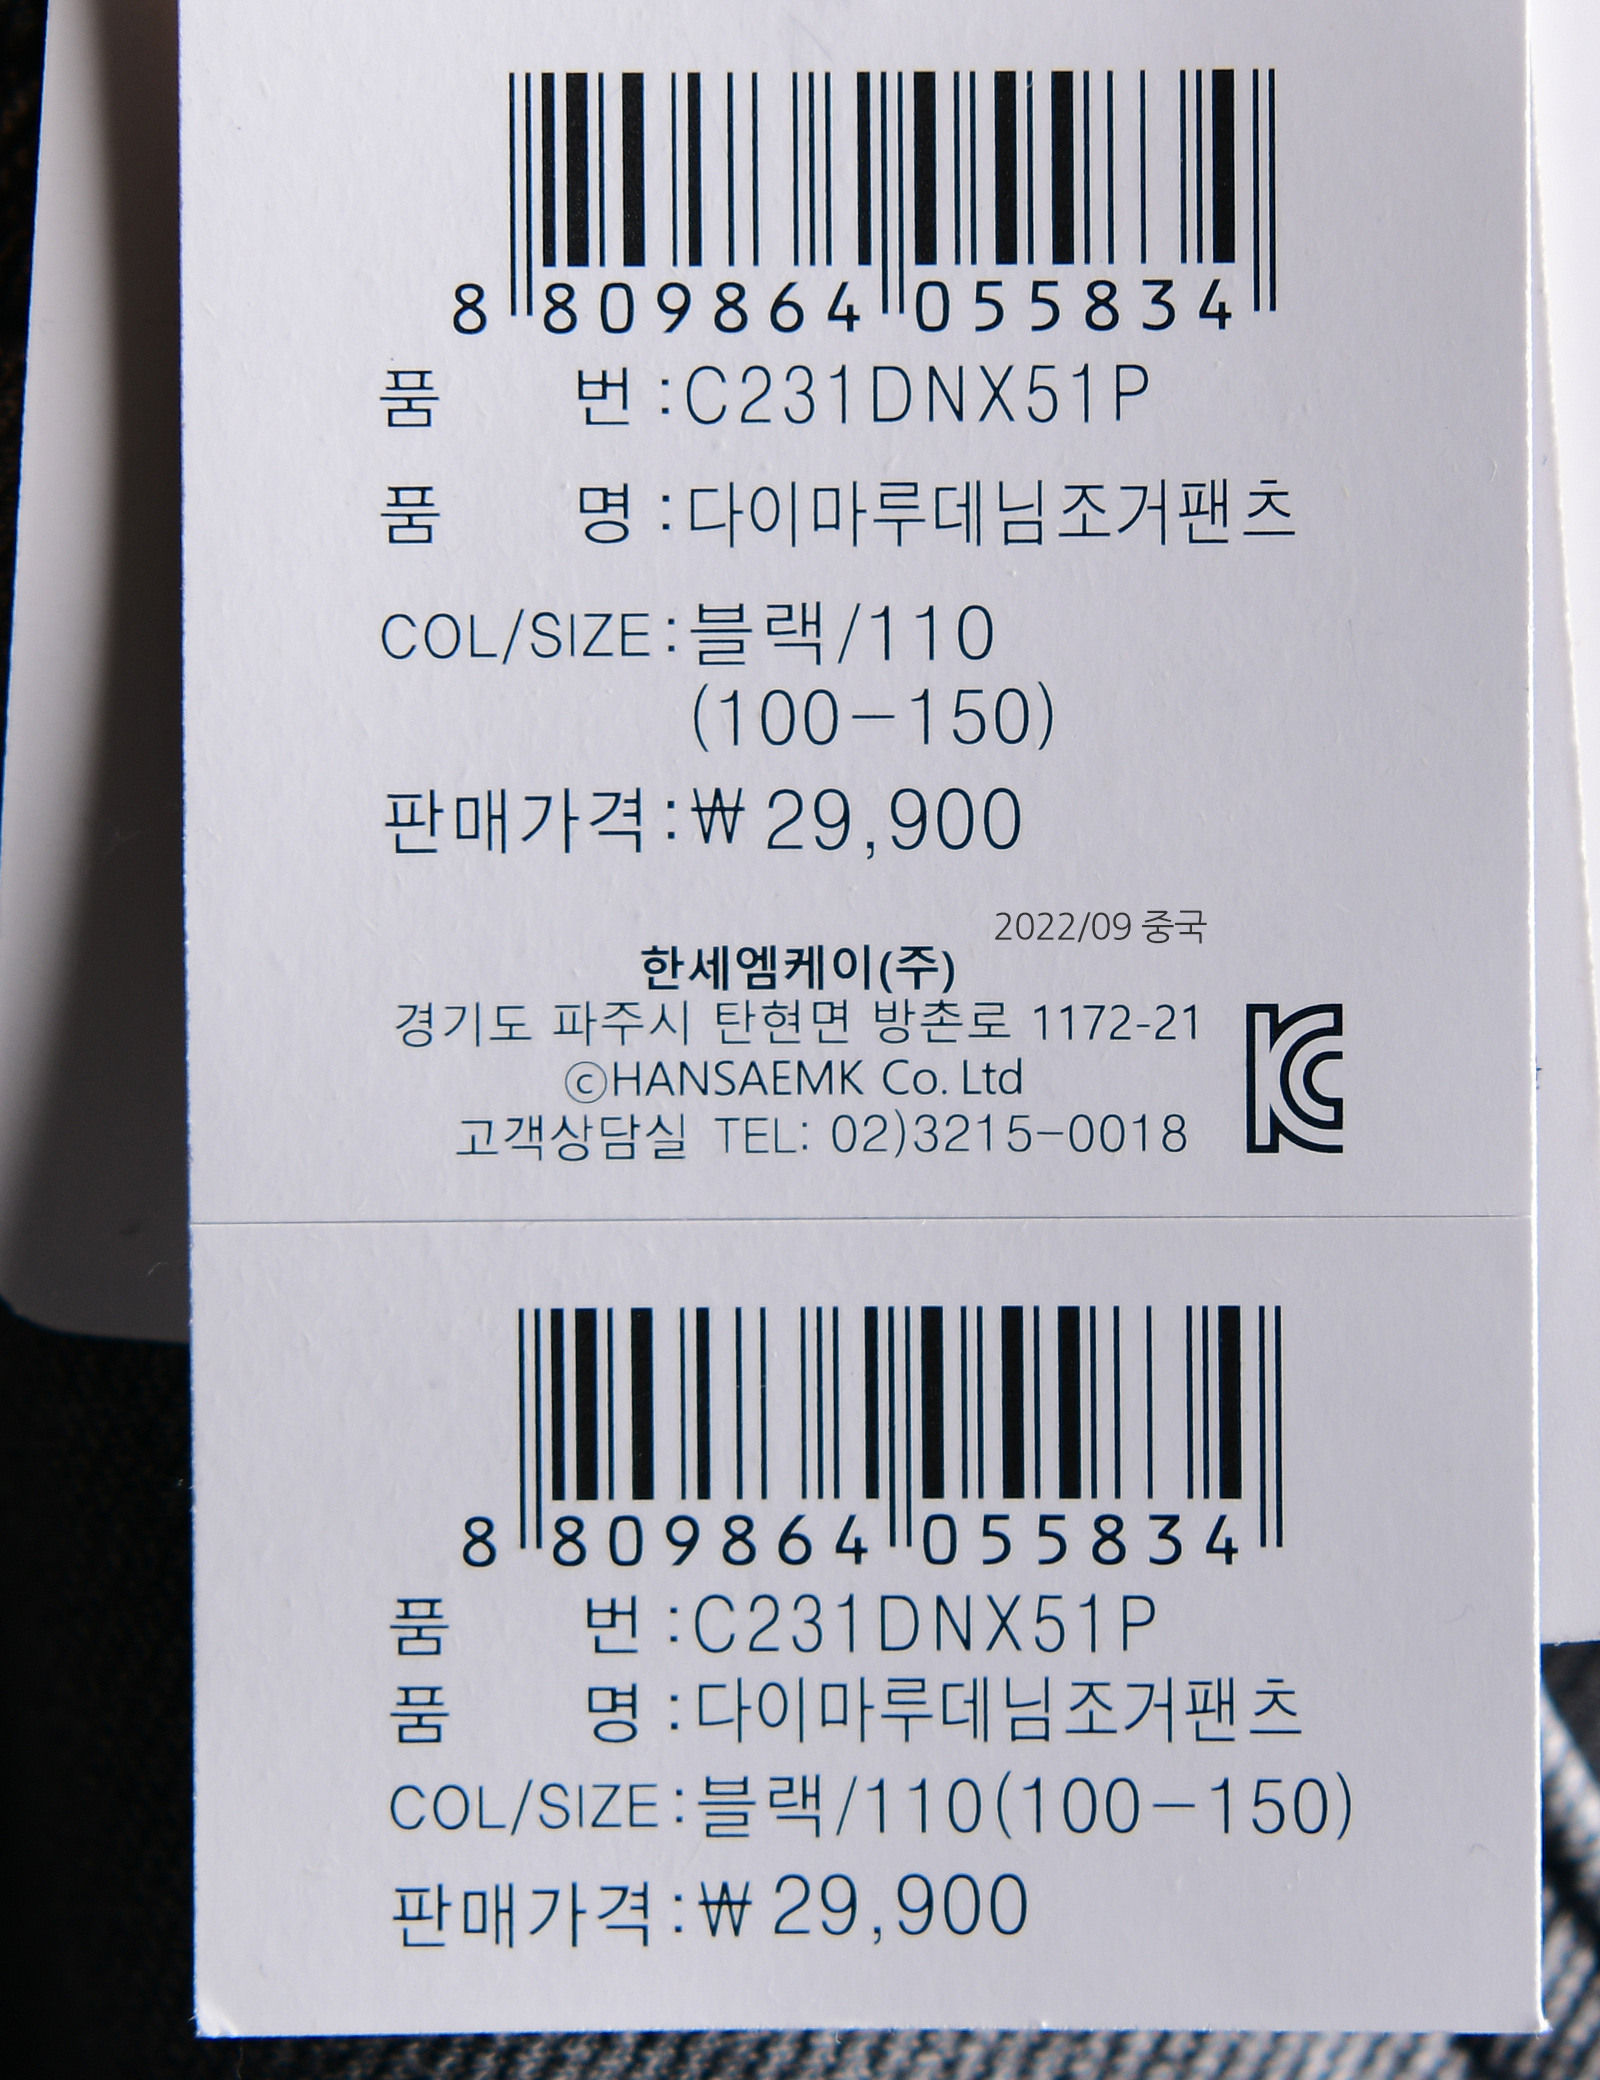 8 809864 055834
품 번 :C231DNX51P
품 명 :다이마루데님조거팬츠
COL/SIZE:블랙/110
(100-150)
판매가격:₩ 29,900
2022/09 중국
한세엠케이(주)
경기도 파주시 탄현면 방촌로 1172-21
ⓒHANSAEMK Co. Ltd
고객상담실 TEL: 02)3215-0018
8 809864 055834
품 번 :C231DNX51P
품 명 :다이마루데님조거팬츠
COL/SIZE:블랙/110(100-150)
판매가격:₩ 29,900